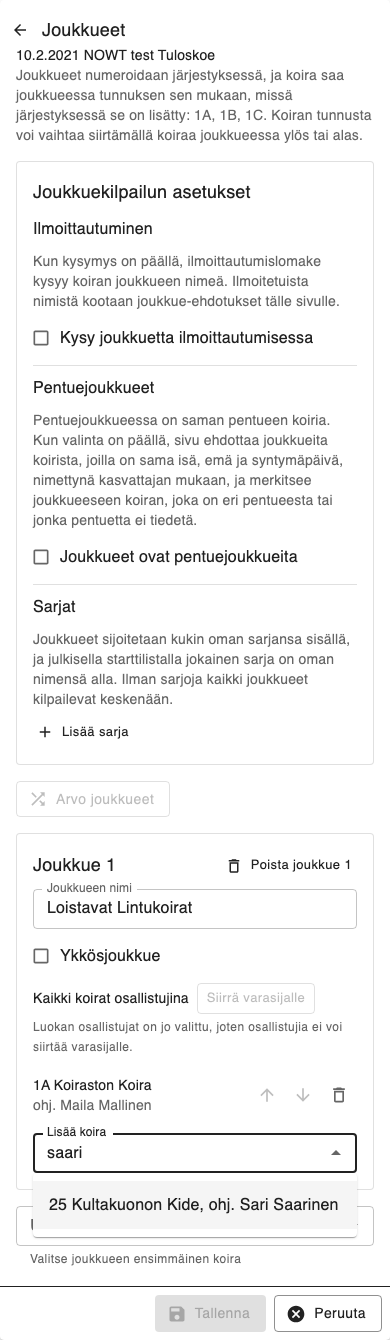 Joukkueet
10.2.2021 NOWT test Tuloskoe
Joukkueet numeroidaan järjestyksessä, ja koira saa
joukkueessa tunnuksen sen mukaan, missä
järjestyksessä se on lisätty: 1A, 1B, 1C. Koiran tunnusta
voi vaihtaa siirtämällä koiraa joukkueessa ylös tai alas.
Joukkuekilpailun asetukset
Ilmoittautuminen
Kun kysymys on päällä, ilmoittautumislomake
kysyy koiran joukkueen nimeä. Ilmoitetuista
nimistä kootaan joukkue-ehdotukset tälle sivulle.
Kysy joukkuetta ilmoittautumisessa
Pentuejoukkueet
Pentuejoukkueessa on saman pentueen koiria.
Kun valinta on päällä, sivu ehdottaa joukkueita
koirista, joilla on sama isä, emä ja syntymäpäivä,
nimettynä kasvattajan mukaan, ja merkitsee
joukkueeseen koiran, joka on eri pentueesta tai
jonka pentuetta ei tiedetä.
Joukkueet ovat pentuejoukkueita
Sarjat
Joukkueet sijoitetaan kukin oman sarjansa sisällä,
ja julkisella starttilistalla jokainen sarja on oman
nimensä alla. Ilman sarjoja kaikki joukkueet
kilpailevat keskenään.
Lisää sarja
Arvo joukkueet
Joukkue 1 Poista joukkue 1
Joukkueen nimi
Loistavat Lintukoirat
Ykkösjoukkue
Kaikki koirat osallistujina Siirrä varasijalle
Luokan osallistujat on jo valittu, joten osallistujia ei voi
siirtää varasijalle.
1A Koiraston Koira
ohj. Maila Mallinen
Lisää koira
saari
25 Kultakuonon Kide, ohj. Sari Saarinen
Valitse joukkueen ensimmäinen koira
Tallenna Peruuta